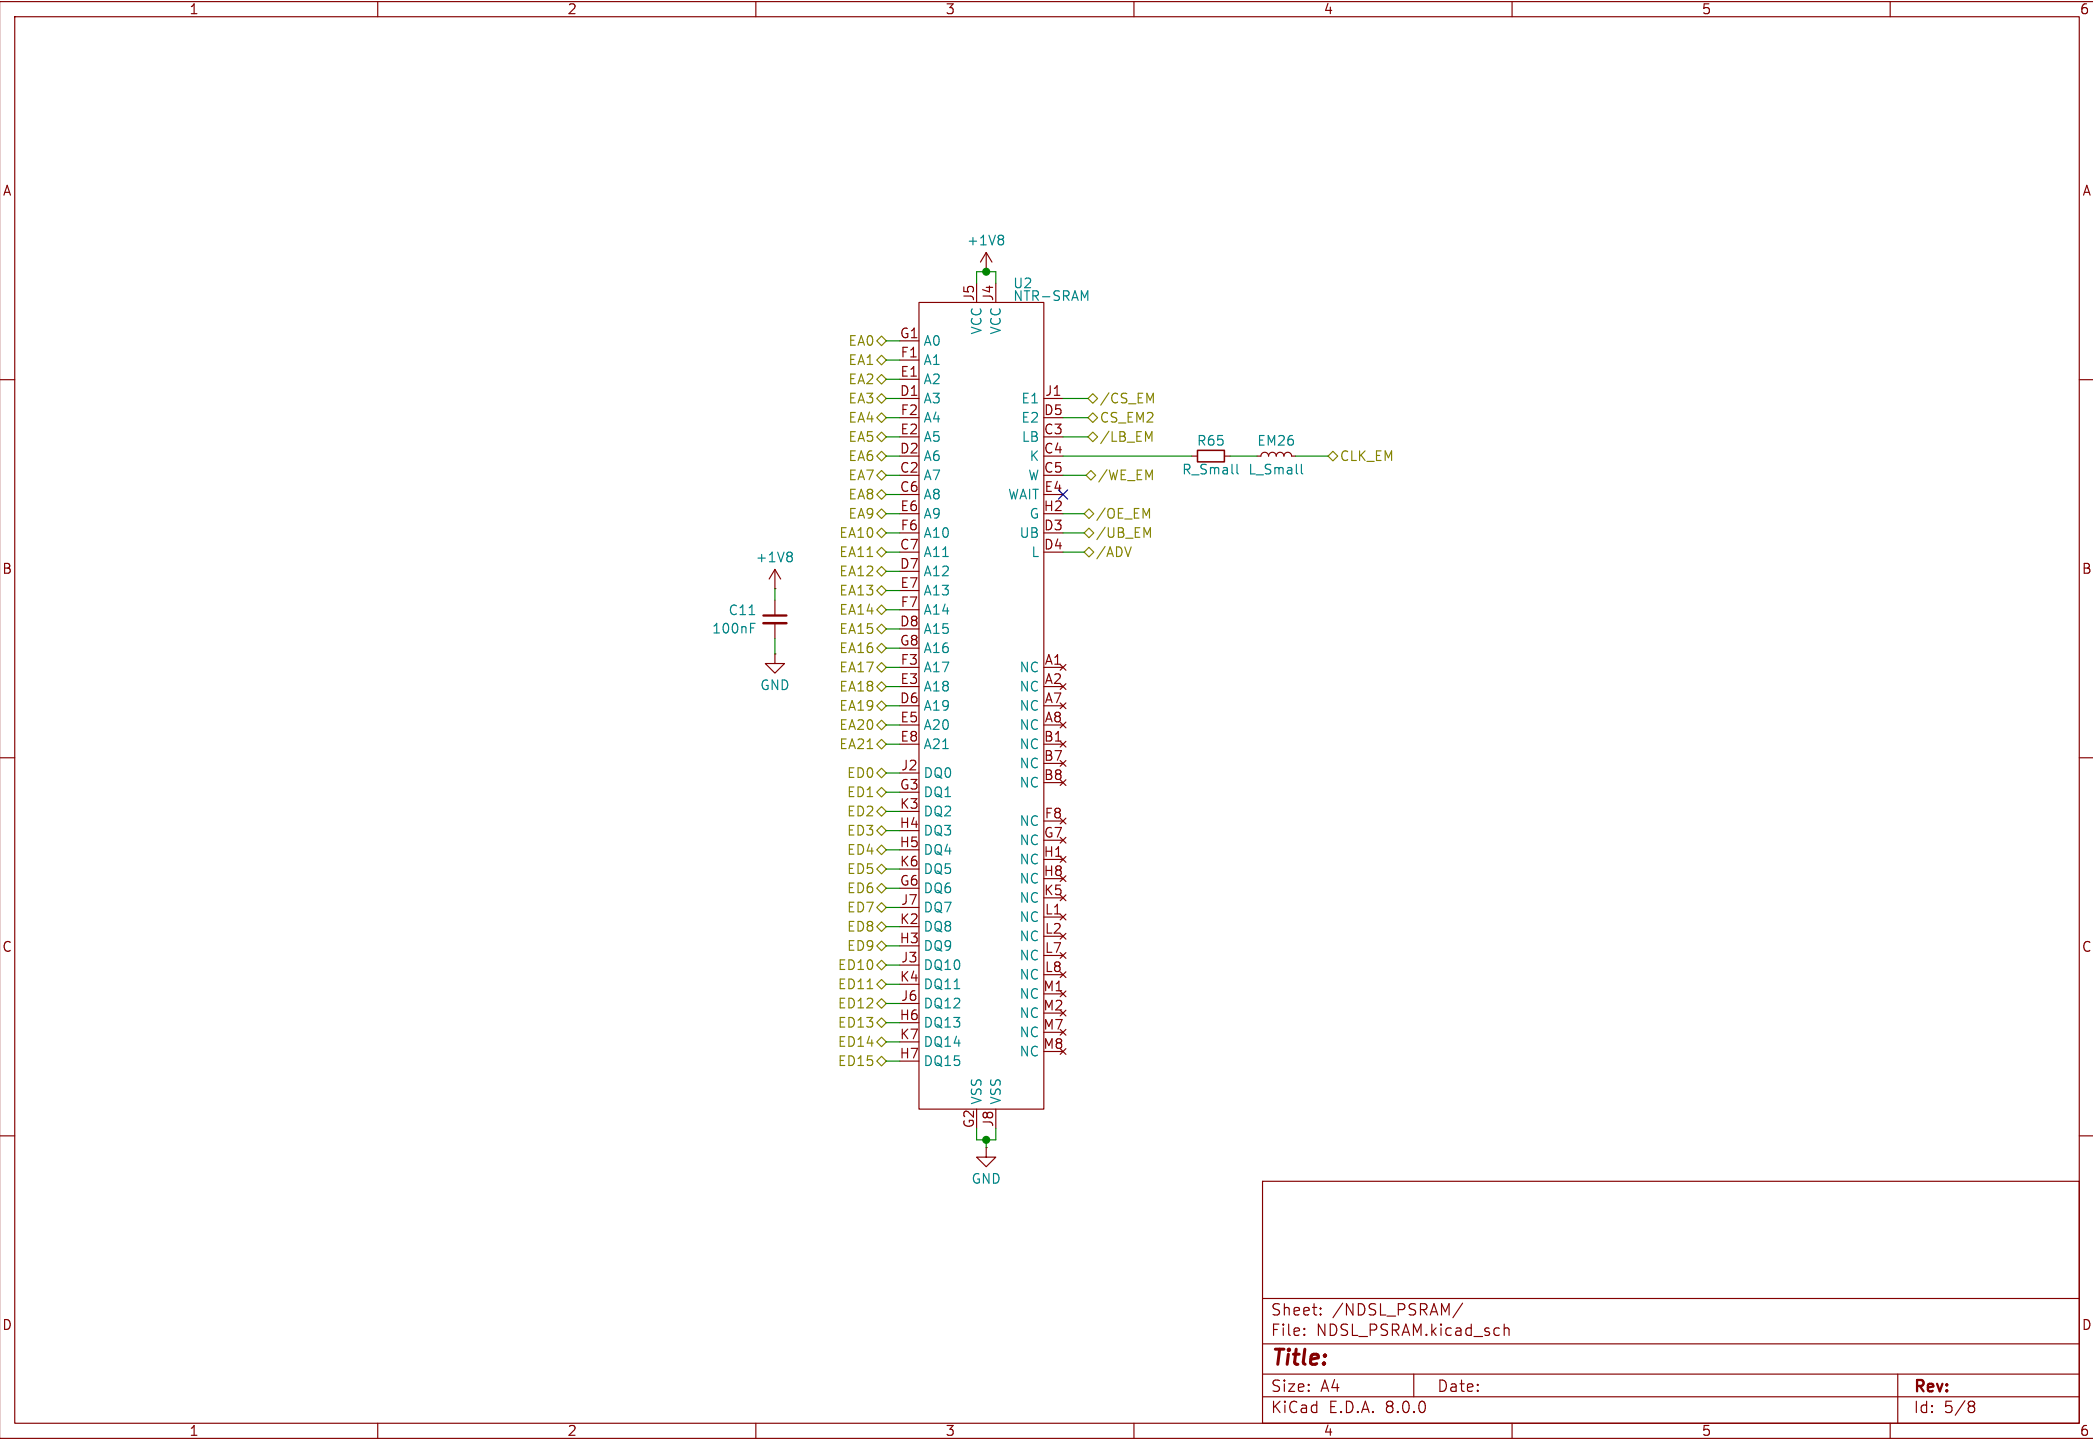 1 2 3 4 5 6
A A
B B
C C
D D
+1V8
U2
NTR-SRAM
J5 J4
VCC VCC
EA0 G1 A0
EA1 F1 A1
EA2 E1 A2
EA3 D1 A3
EA4 F2 A4
EA5 E2 A5
EA6 D2 A6
EA7 C2 A7
EA8 C6 A8
EA9 E6 A9
EA10 F6 A10
EA11 C7 A11
EA12 D7 A12
EA13 E7 A13
EA14 F7 A14
EA15 D8 A15
EA16 G8 A16
EA17 F3 A17
EA18 E3 A18
EA19 D6 A19
EA20 E5 A20
EA21 E8 A21
ED0 J2 DQ0
ED1 G3 DQ1
ED2 K3 DQ2
ED3 H4 DQ3
ED4 H5 DQ4
ED5 K6 DQ5
ED6 G6 DQ6
ED7 J7 DQ7
ED8 K2 DQ8
ED9 H3 DQ9
ED10 J3 DQ10
ED11 K4 DQ11
ED12 J6 DQ12
ED13 H6 DQ13
ED14 K7 DQ14
ED15 H7 DQ15
E1 J1 /CS_EM
E2 D5 CS_EM2
LB C3 /LB_EM
K C4
R65
R_Small
EM26
L_Small
CLK_EM
W C5 /WE_EM
WAIT E4
G H2 /OE_EM
UB D3 /UB_EM
L D4 /ADV
NC A1
NC A2
NC A7
NC A8
NC B1
NC B7
NC B8
NC F8
NC G7
NC H1
NC H8
NC K5
NC L1
NC L2
NC L7
NC L8
NC M1
NC M2
NC M7
NC M8
VSS VSS
G2 J8
GND
+1V8
C11
100nF
GND
Sheet: /NDSL_PSRAM/
File: NDSL_PSRAM.kicad_sch
Title:
Size: A4 Date: Rev:
KiCad E.D.A. 8.0.0 Id: 5/8
1 2 3 4 5 6